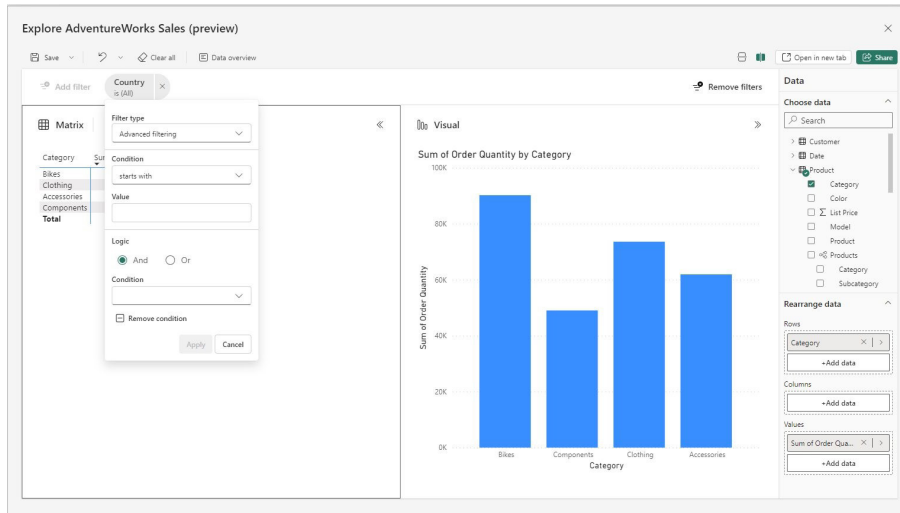 Explore AdventureWorks Sales (preview)
Save
Clear all
Data overview
Open in new tab
Share
Add filter
Country
is (All)
Remove filters
Filter type
Advanced filtering
Condition
starts with
Value
Logic
And
Or
Condition
Remove condition
Apply
Cancel
Matrix
Category
Bikes
Clothing
Accessories
Components
Total
Visual
Sum of Order Quantity by Category
100K
80K
60K
40K
20K
0K
Sum of Order Quantity
Bikes
Components
Clothing
Accessories
Category
Data
Choose data
Search
Customer
Date
Product
Category
Color
List Price
Model
Product
Products
Category
Subcategory
Rearrange data
Rows
Category
+Add data
Columns
+Add data
Values
Sum of Order Qua...
+Add data